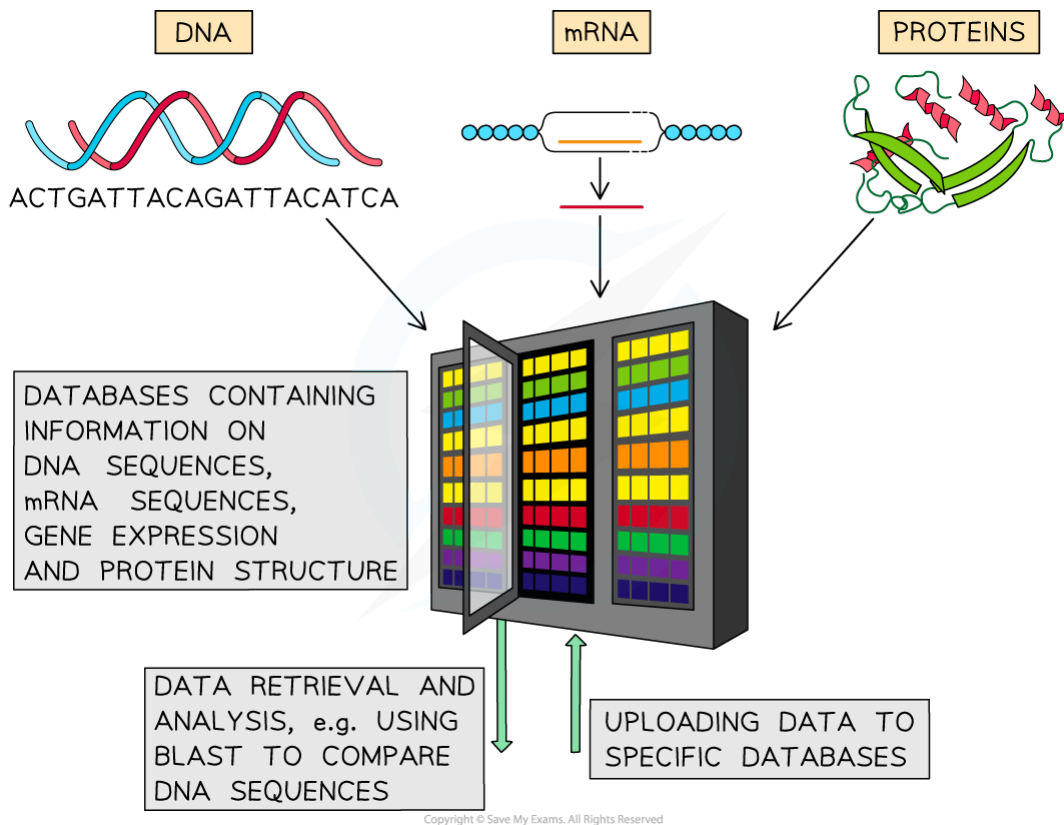 DNA
mRNA
PROTEINS
ACTGATTACAGATTACATCA
DATABASES CONTAINING
INFORMATION ON
DNA SEQUENCES,
mRNA SEQUENCES,
GENE EXPRESSION
AND PROTEIN STRUCTURE
DATA RETRIEVAL AND
ANALYSIS, e.g. USING
BLAST TO COMPARE
DNA SEQUENCES
UPLOADING DATA TO
SPECIFIC DATABASES
Copyright © Save My Exams. All Rights Reserved